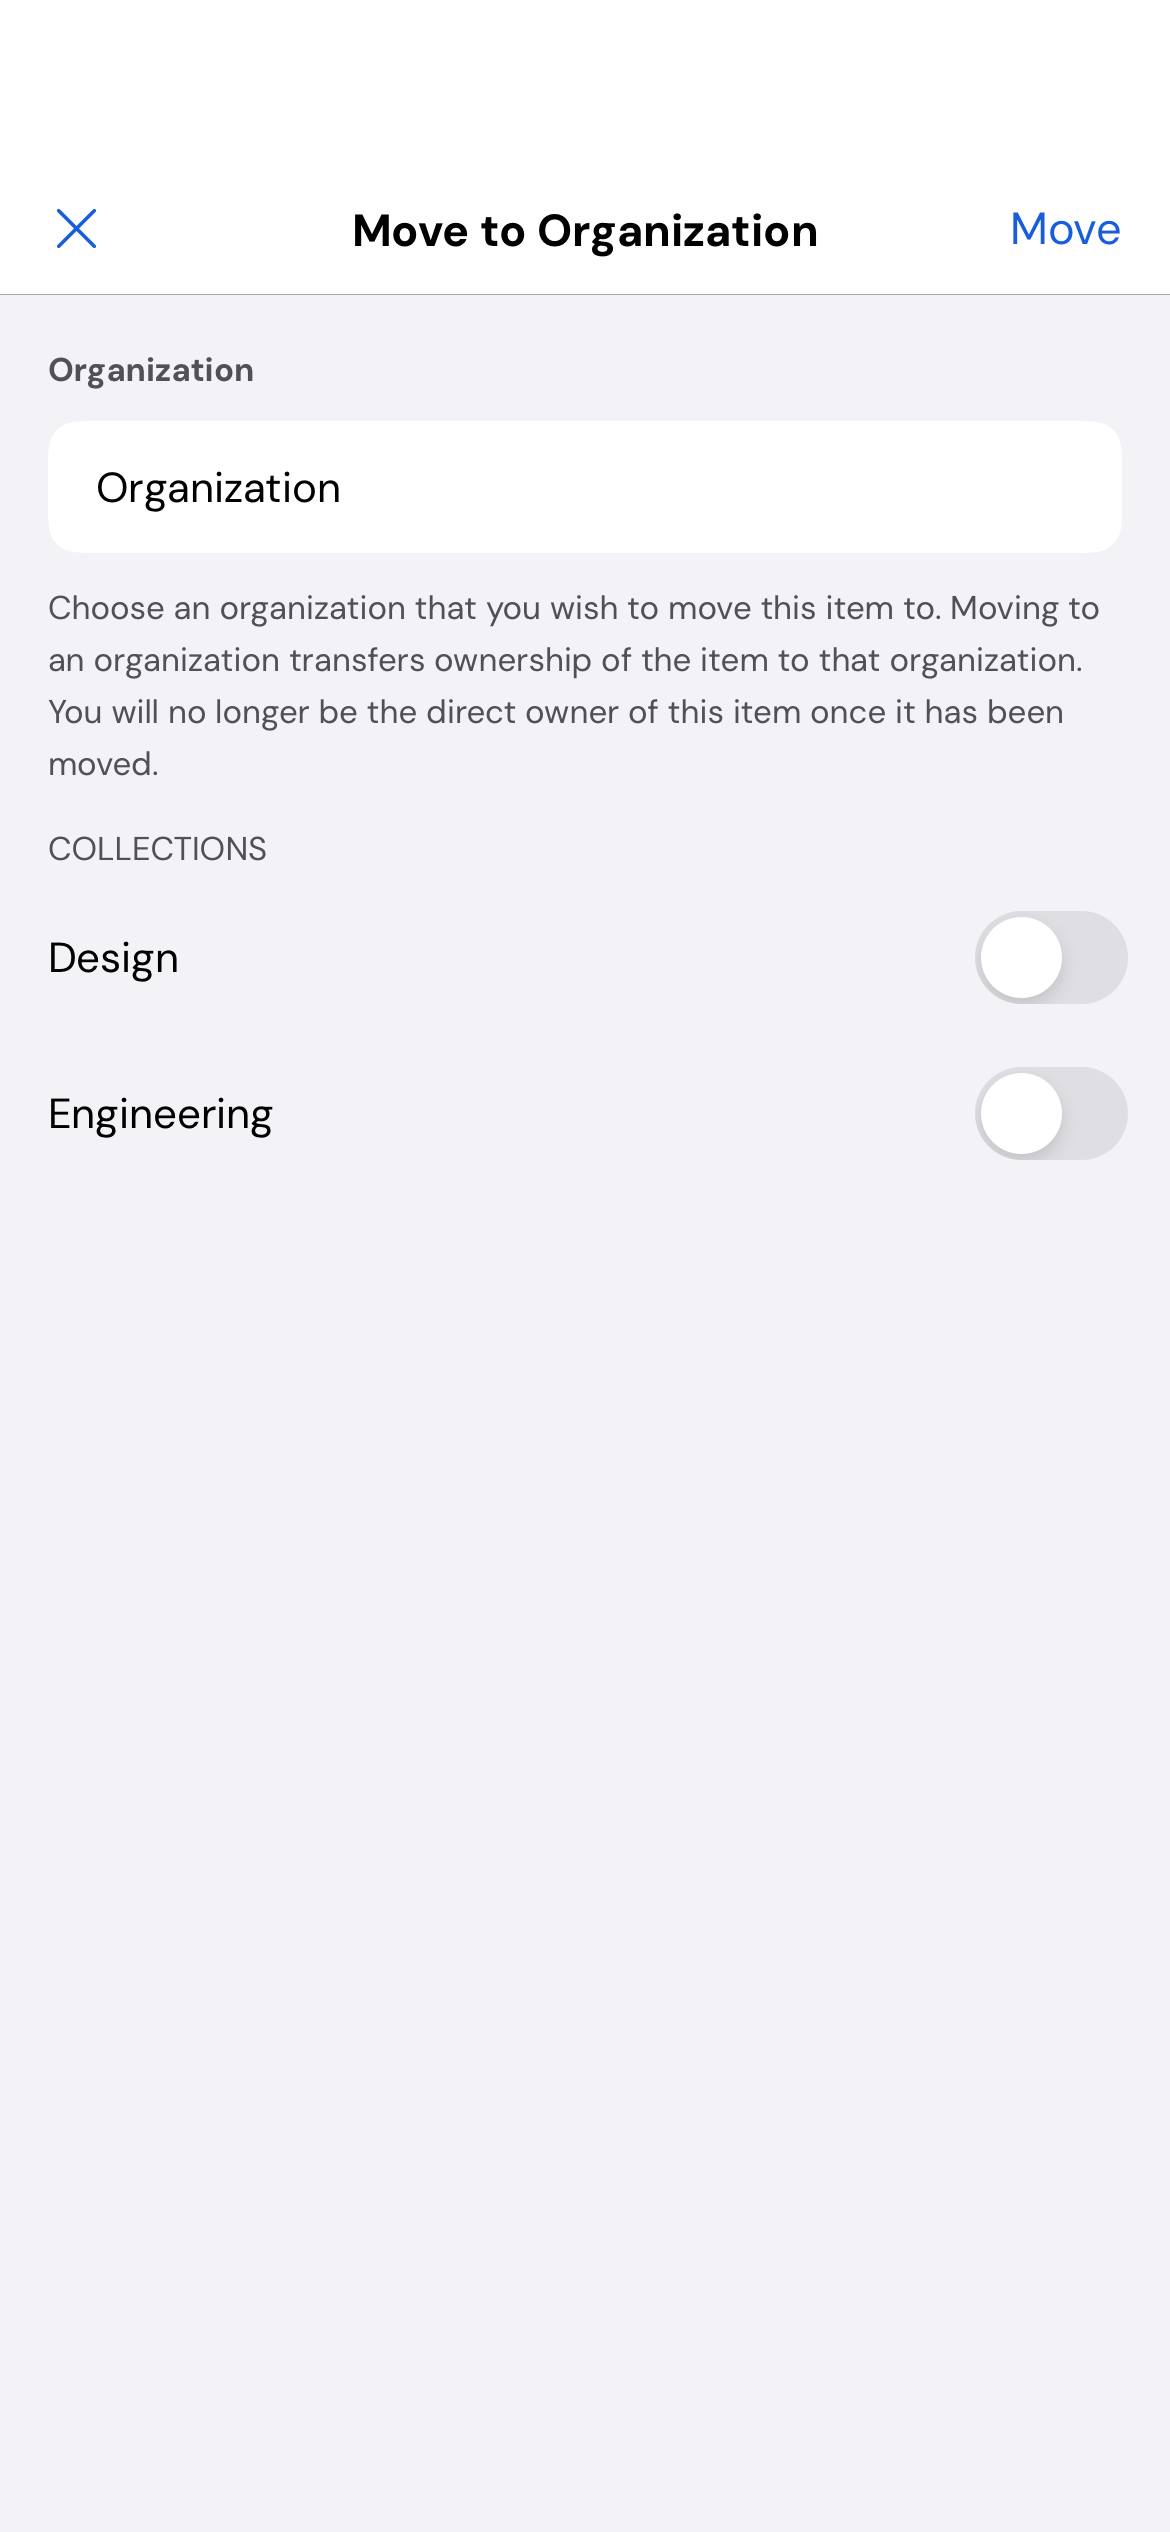 Move to Organization
Move
Organization
Organization
Choose an organization that you wish to move this item to. Moving to
an organization transfers ownership of the item to that organization.
You will no longer be the direct owner of this item once it has been
moved.
COLLECTIONS
Design
Engineering